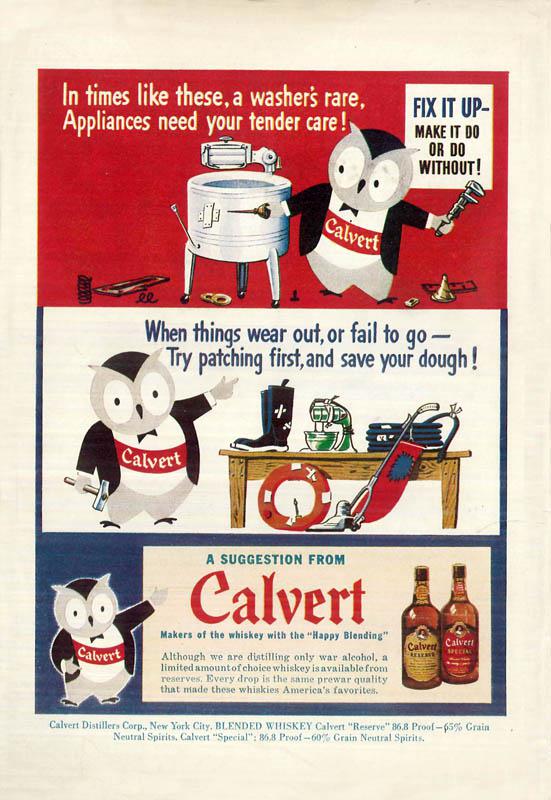 In times like these, a washer's rare,
Appliances need your tender care!
FIX IT UP-
MAKE IT DO
OR DO
WITHOUT!
Calvert
When things wear out, or fail to go —
Try patching first, and save your dough!
Calvert
A SUGGESTION FROM
Calvert
Makers of the whiskey with the "Happy Blending"
Although we are distilling only war alcohol, a
limited amount of choice whiskey is available from
reserves. Every drop is the same prewar quality
that made these whiskies America's favorites.
Calvert
Calvert
RESERVE
Calvert
SPECIAL
Calvert Distillers Corp., New York City. BLENDED WHISKEY Calvert "Reserve" 86.8 Proof—65% Grain
Neutral Spirits. Calvert "Special": 86.8 Proof—60% Grain Neutral Spirits.